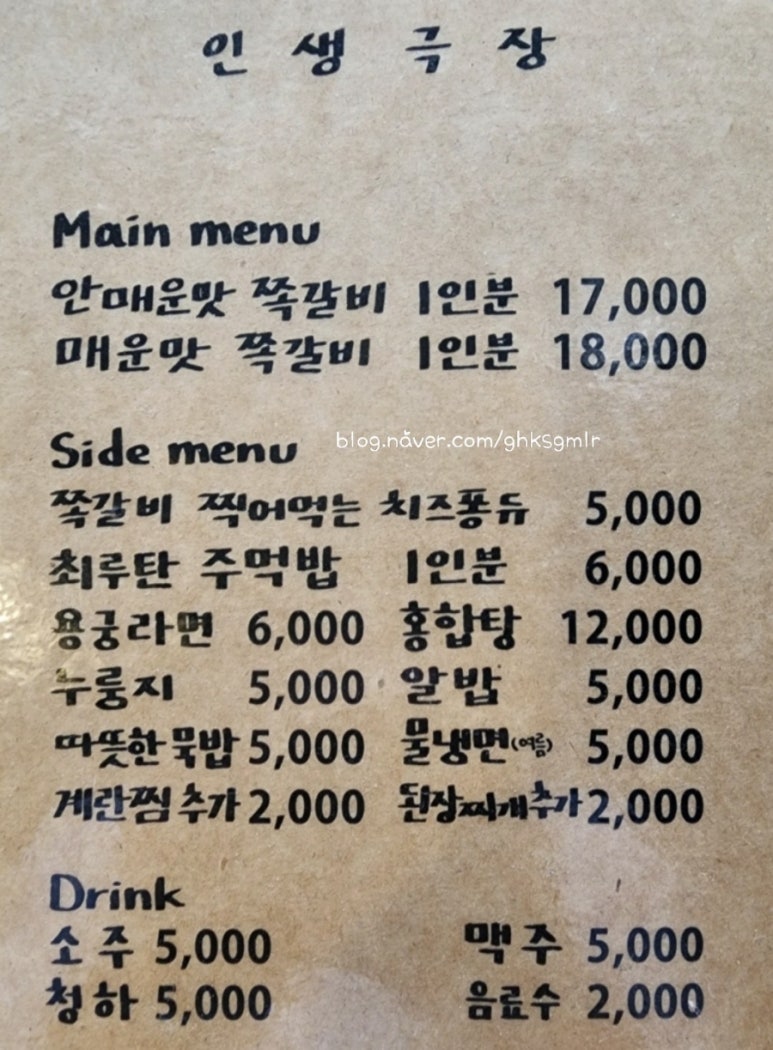 인생극장
Main menu
안매운맛 쪽갈비 1인분 17,000
매운맛 쪽갈비 1인분 18,000
Side menu
blog.naver.com/ghksgmlr
쪽갈비 찍어먹는 치즈퐁듀 5,000
최루탄 주먹밥 1인분 6,000
용궁라면 6,000 홍합탕 12,000
누룽지 5,000 알밥 5,000
따뜻한묵밥 5,000 물냉면(여름) 5,000
계란찜 추가 2,000 된장찌개추가 2,000
Drink
소주 5,000 맥주 5,000
청하 5,000 음료수 2,000